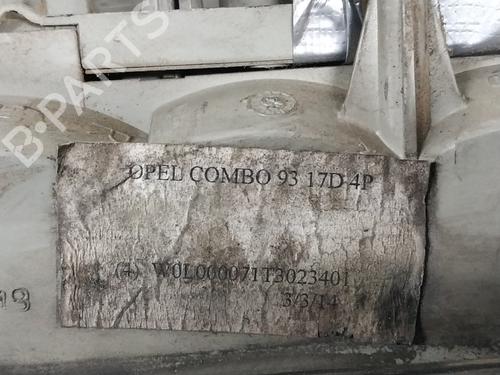 B-PARTS
OPEL COMBO 93 17D 4P
(4) W0L000071T3023401
3/3/14